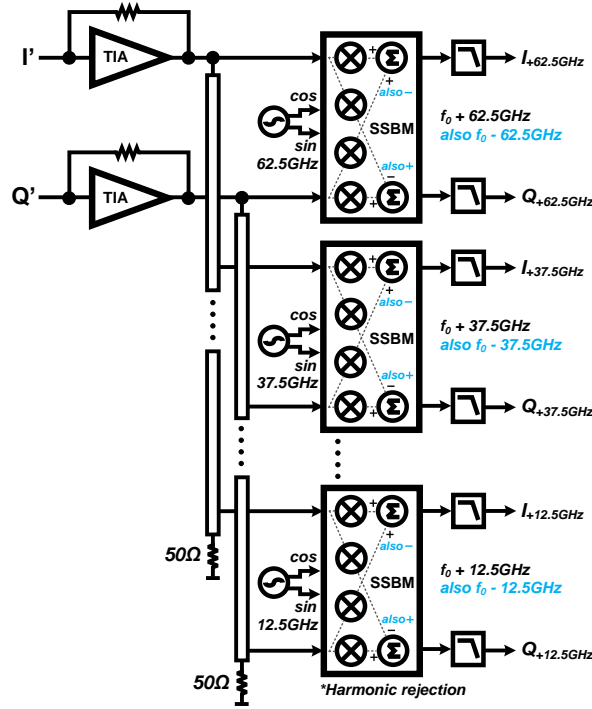 I'
TIA
cos
sin
62.5GHz
+
Σ
+
also−
SSBM
also+
−
+
Σ
I+62.5GHz
f0 + 62.5GHz
also f0 - 62.5GHz
Q+62.5GHz
Q'
TIA
cos
sin
37.5GHz
+
Σ
+
also−
SSBM
also+
−
+
Σ
I+37.5GHz
f0 + 37.5GHz
also f0 - 37.5GHz
Q+37.5GHz
50Ω
cos
sin
12.5GHz
+
Σ
+
also−
SSBM
also+
−
+
Σ
I+12.5GHz
f0 + 12.5GHz
also f0 - 12.5GHz
Q+12.5GHz
50Ω
*Harmonic rejection